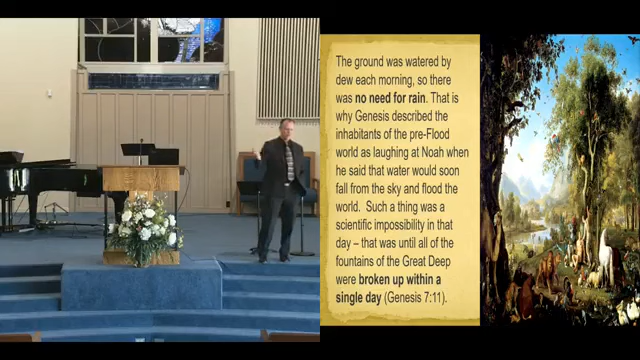 The ground was watered by
dew each morning, so there
was no need for rain. That is
why Genesis described the
inhabitants of the pre-Flood
world as laughing at Noah when
he said that water would soon
fall from the sky and flood the
world. Such a thing was a
scientific impossibility in that
day – that was until all of the
fountains of the Great Deep
were broken up within a
single day (Genesis 7:11).